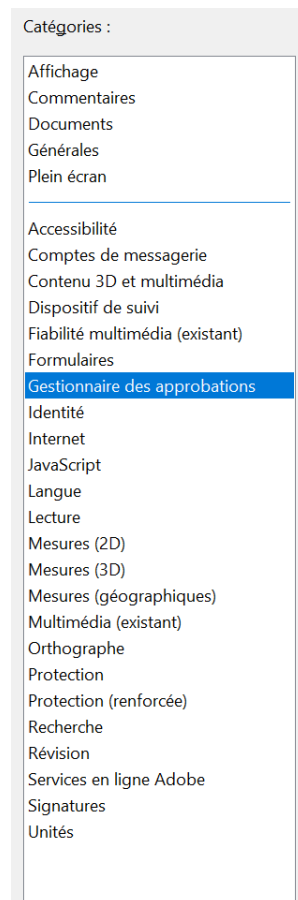 Catégories :
Affichage
Commentaires
Documents
Générales
Plein écran
Accessibilité
Comptes de messagerie
Contenu 3D et multimédia
Dispositif de suivi
Fiabilité multimédia (existant)
Formulaires
Gestionnaire des approbations
Identité
Internet
JavaScript
Langue
Lecture
Mesures (2D)
Mesures (3D)
Mesures (géographiques)
Multimédia (existant)
Orthographe
Protection
Protection (renforcée)
Recherche
Révision
Services en ligne Adobe
Signatures
Unités